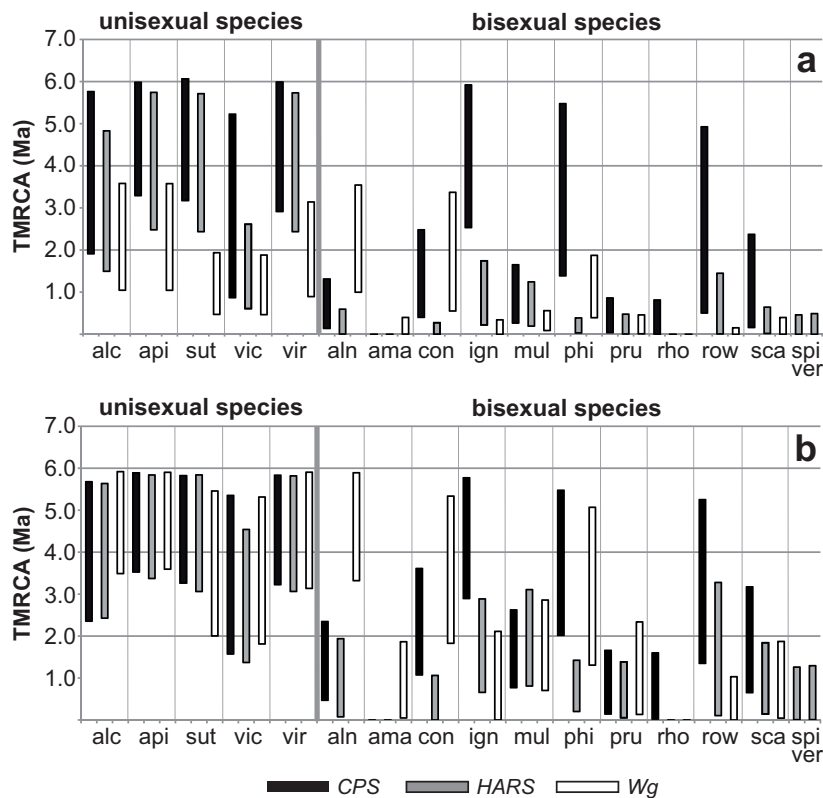 unisexual species bisexual species
7.0 a
6.0
5.0
4.0
3.0
2.0
1.0
TMRCA (Ma)
alc api sut vic vir aln ama con ign mul phi pru rho row sca spi
ver
unisexual species bisexual species
7.0 b
6.0
5.0
4.0
3.0
2.0
1.0
TMRCA (Ma)
alc api sut vic vir aln ama con ign mul phi pru rho row sca spi
ver
CPS HARS Wg